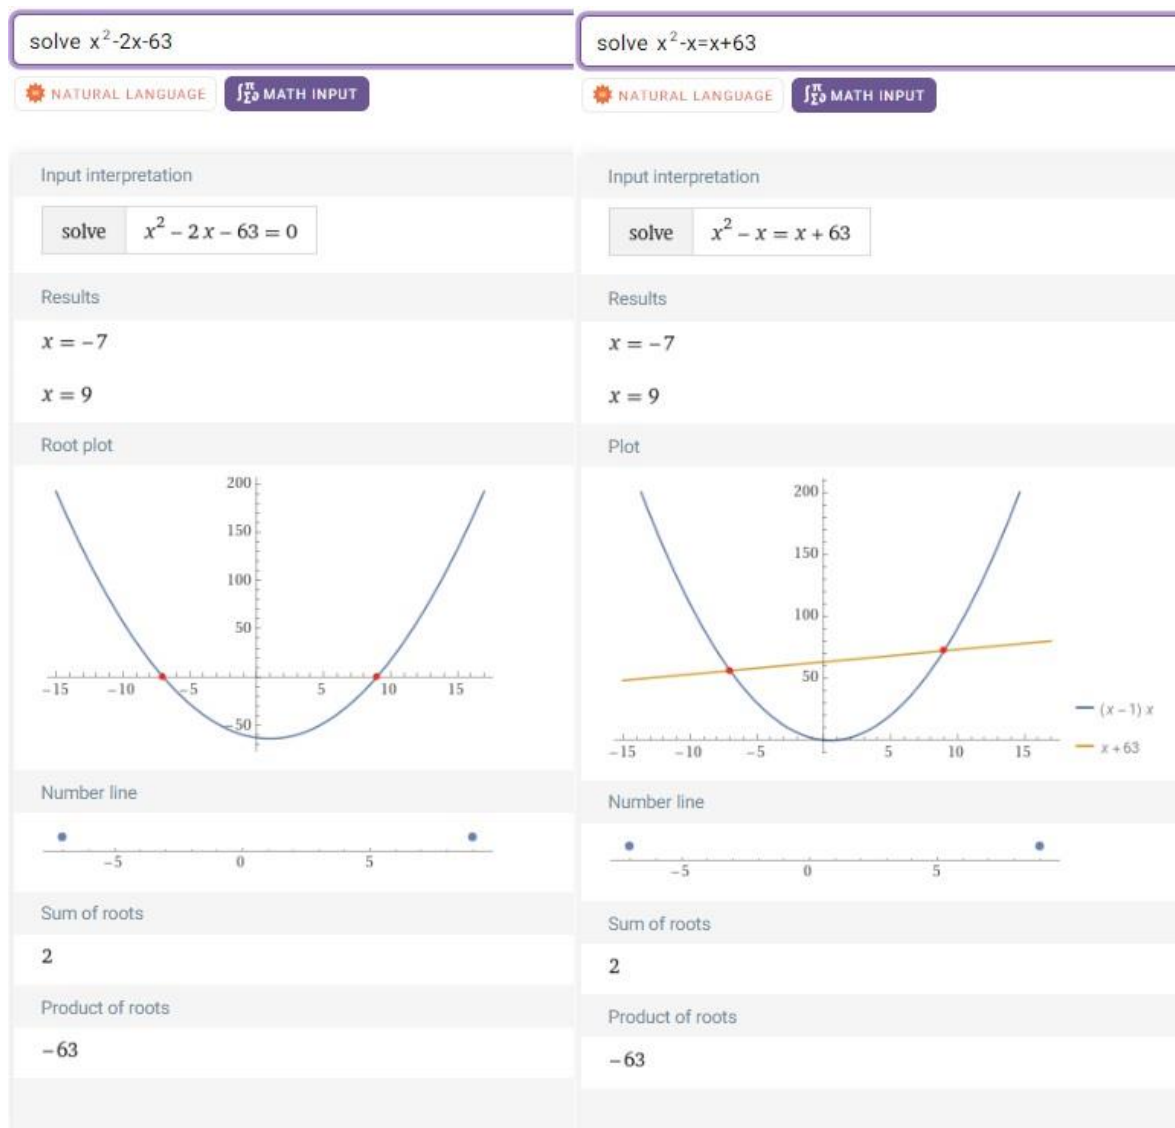 solve x²-2x-63
NATURAL LANGUAGE
∫Σ∂π MATH INPUT
Input interpretation
solve x² − 2 x − 63 = 0
Results
x = −7
x = 9
Root plot
200
150
100
50
−15 −10 −5 5 10 15
−50
Number line
−5 0 5
Sum of roots
2
Product of roots
−63
solve x²-x=x+63
NATURAL LANGUAGE
∫Σ∂π MATH INPUT
Input interpretation
solve x² − x = x + 63
Results
x = −7
x = 9
Plot
200
150
100
50
−15 −10 −5 5 10 15
(x − 1) x
x + 63
Number line
−5 0 5
Sum of roots
2
Product of roots
−63